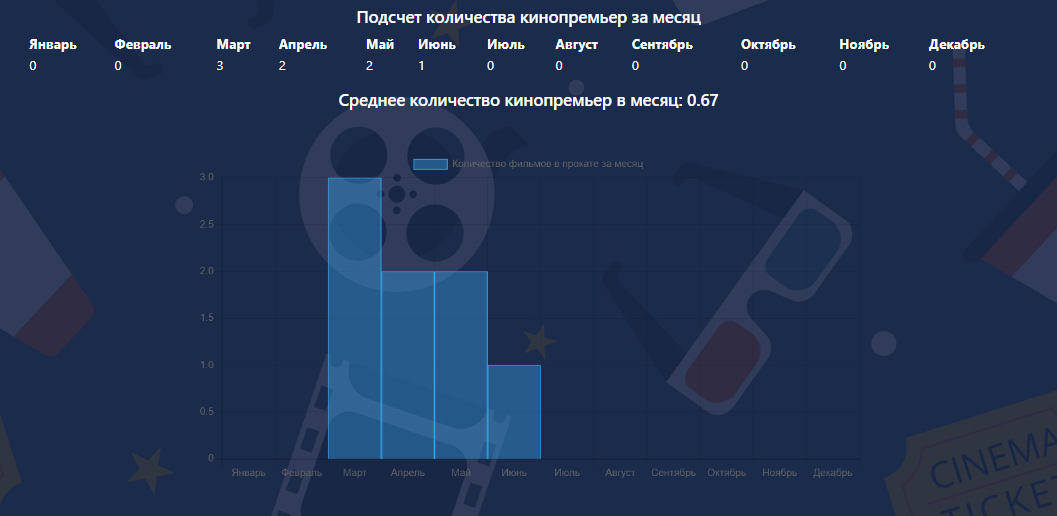 Подсчет количества кинопремьер за месяц
Январь Февраль Март Апрель Май Июнь Июль Август Сентябрь Октябрь Ноябрь Декабрь
0 0 3 2 2 1 0 0 0 0 0 0
Среднее количество кинопремьер в месяц: 0.67
Количество фильмов в прокате за месяц
3.0
2.5
2.0
1.5
1.0
0.5
0
Январь Февраль Март Апрель Май Июнь Июль Август Сентябрь Октябрь Ноябрь Декабрь
CINEMA
TICKET